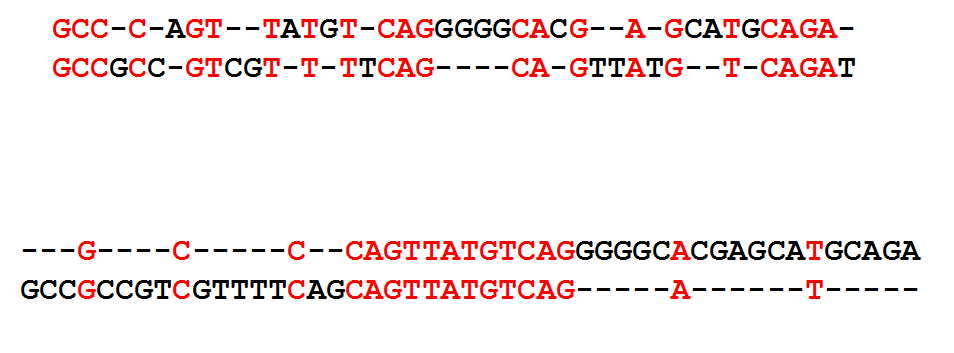 GCC-C-AGT--TATGT-CAGGGGGCACG--A-GCATGCAGA-
GCCGCC-GTCGT-T-TTCAG----CA-GTTATG--T-CAGAT
---G----C-----C--CAGTTATGTCAGGGGGCACGAGCATGCAGA
GCCGCCGTCGTTTTCAGCAGTTATGTCAG-----A------T-----